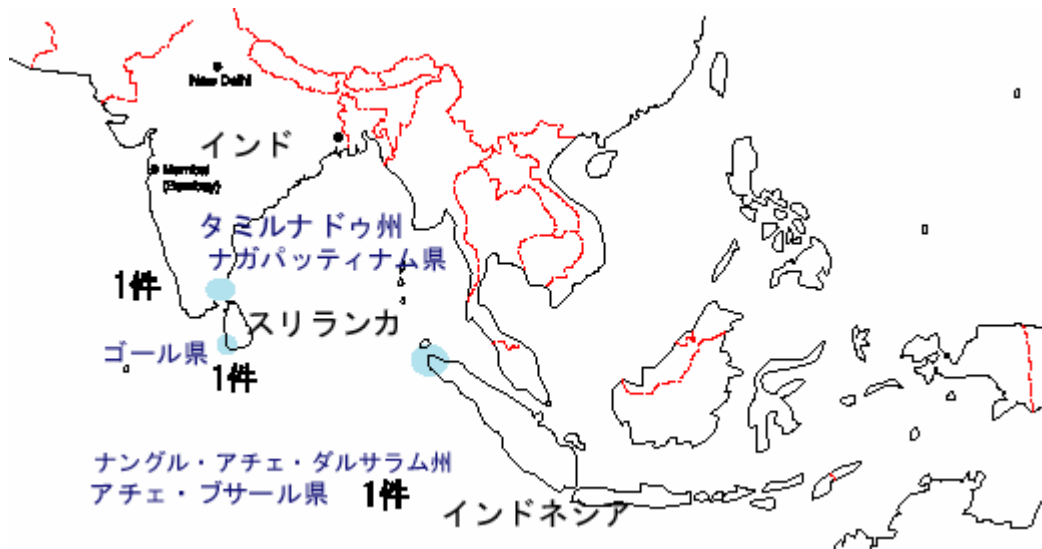 New Delhi
インド
Mumbai
(Bombay)
タミルナドゥ州
ナガパッティナム県
1件
スリランカ
ゴール県
1件
ナングル・アチェ・ダルサラム州
アチェ・ブサール県 1件
インドネシア